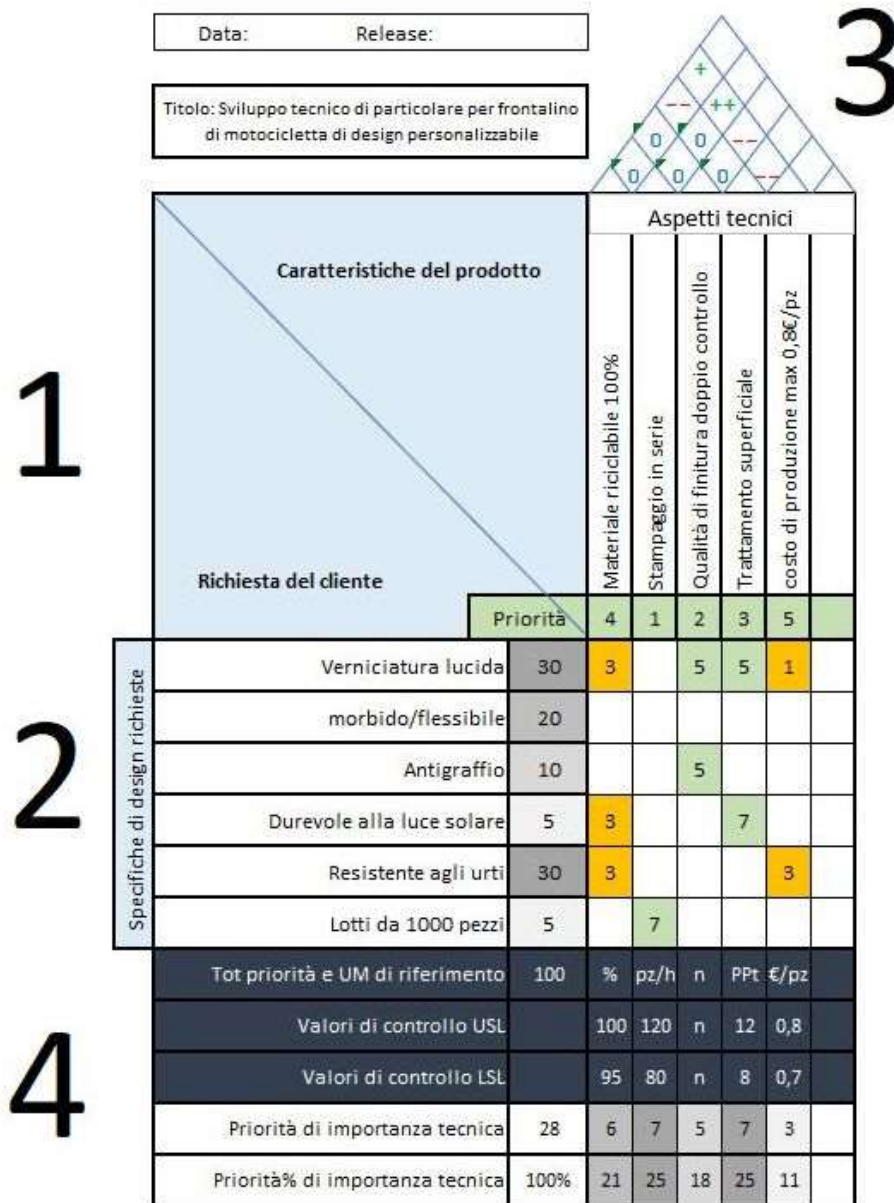 3
Data: Release:
Titolo: Sviluppo tecnico di particolare per frontalino
di motocicletta di design personalizzabile
+
-- ++
0 0 --
0 0 0 --
Aspetti tecnici
1
Caratteristiche del prodotto
Richiesta del cliente
Materiale riciclabile 100%
Stampaggio in serie
Qualità di finitura doppio controllo
Trattamento superficiale
costo di produzione max 0,8€/pz
Priorità 4 1 2 3 5
2
Specifiche di design richieste
Verniciatura lucida 30 3 5 5 1
morbido/flessibile 20
Antigraffio 10 5
Durevole alla luce solare 5 3 7
Resistente agli urti 30 3 3
Lotti da 1000 pezzi 5 7
4
Tot priorità e UM di riferimento 100 % pz/h n PPt €/pz
Valori di controllo USL 100 120 n 12 0,8
Valori di controllo LSL 95 80 n 8 0,7
Priorità di importanza tecnica 28 6 7 5 7 3
Priorità% di importanza tecnica 100% 21 25 18 25 11